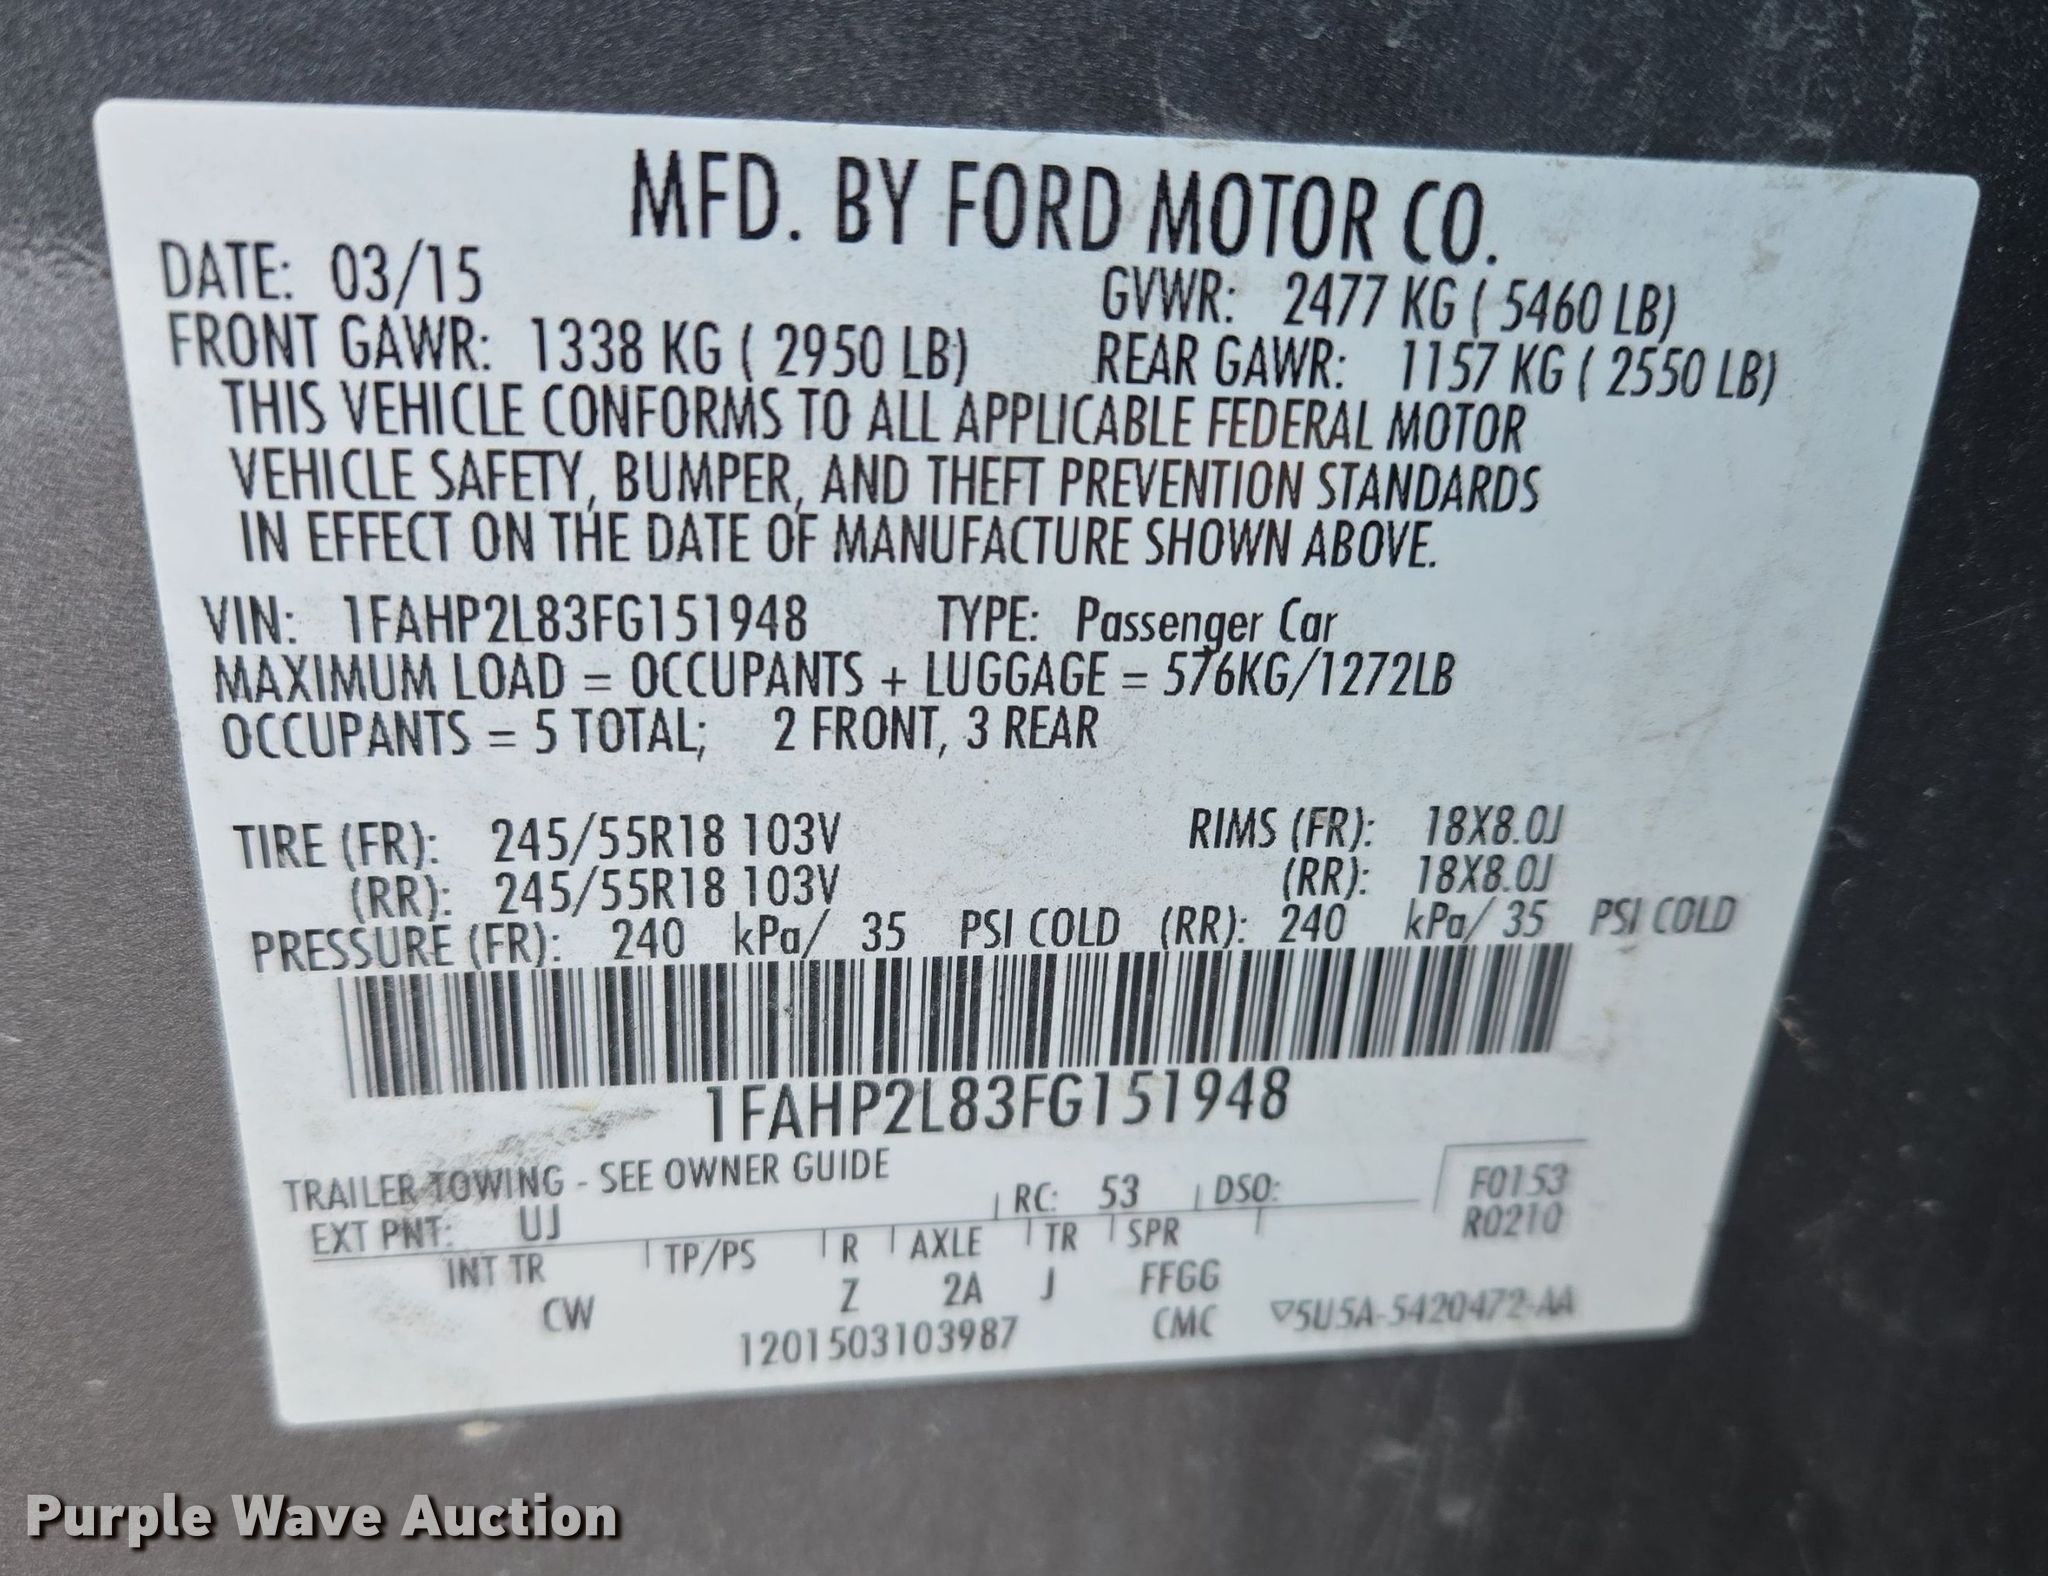 MFD. BY FORD MOTOR CO.
DATE: 03/15 GVWR: 2477 KG ( 5460 LB)
FRONT GAWR: 1338 KG ( 2950 LB) REAR GAWR: 1157 KG ( 2550 LB)
THIS VEHICLE CONFORMS TO ALL APPLICABLE FEDERAL MOTOR
VEHICLE SAFETY, BUMPER, AND THEFT PREVENTION STANDARDS
IN EFFECT ON THE DATE OF MANUFACTURE SHOWN ABOVE.
VIN: 1FAHP2L83FG151948 TYPE: Passenger Car
MAXIMUM LOAD = OCCUPANTS + LUGGAGE = 576KG/1272LB
OCCUPANTS = 5 TOTAL; 2 FRONT, 3 REAR
TIRE (FR): 245/55R18 103V RIMS (FR): 18X8.0J
(RR): 245/55R18 103V (RR): 18X8.0J
PRESSURE (FR): 240 kPa/ 35 PSI COLD (RR): 240 kPa/ 35 PSI COLD
1FAHP2L83FG151948
TRAILER TOWING - SEE OWNER GUIDE
EXT PNT: UJ RC: 53 DSO: F0153
R0210
INT TR TP/PS R AXLE TR SPR
CW Z 2A J FFGG
1201503103987 CMC ▽5U5A-5420472-AA
Purple Wave Auction